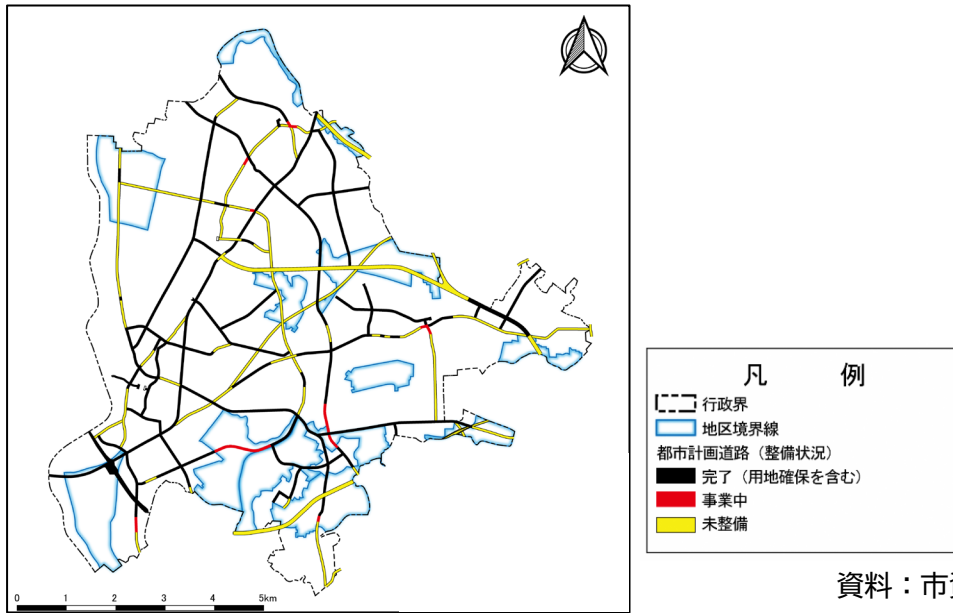 0 1 2 3 4 5km
凡 例
行政界
地区境界線
都市計画道路（整備状況）
完了（用地確保を含む）
事業中
未整備
資料：市